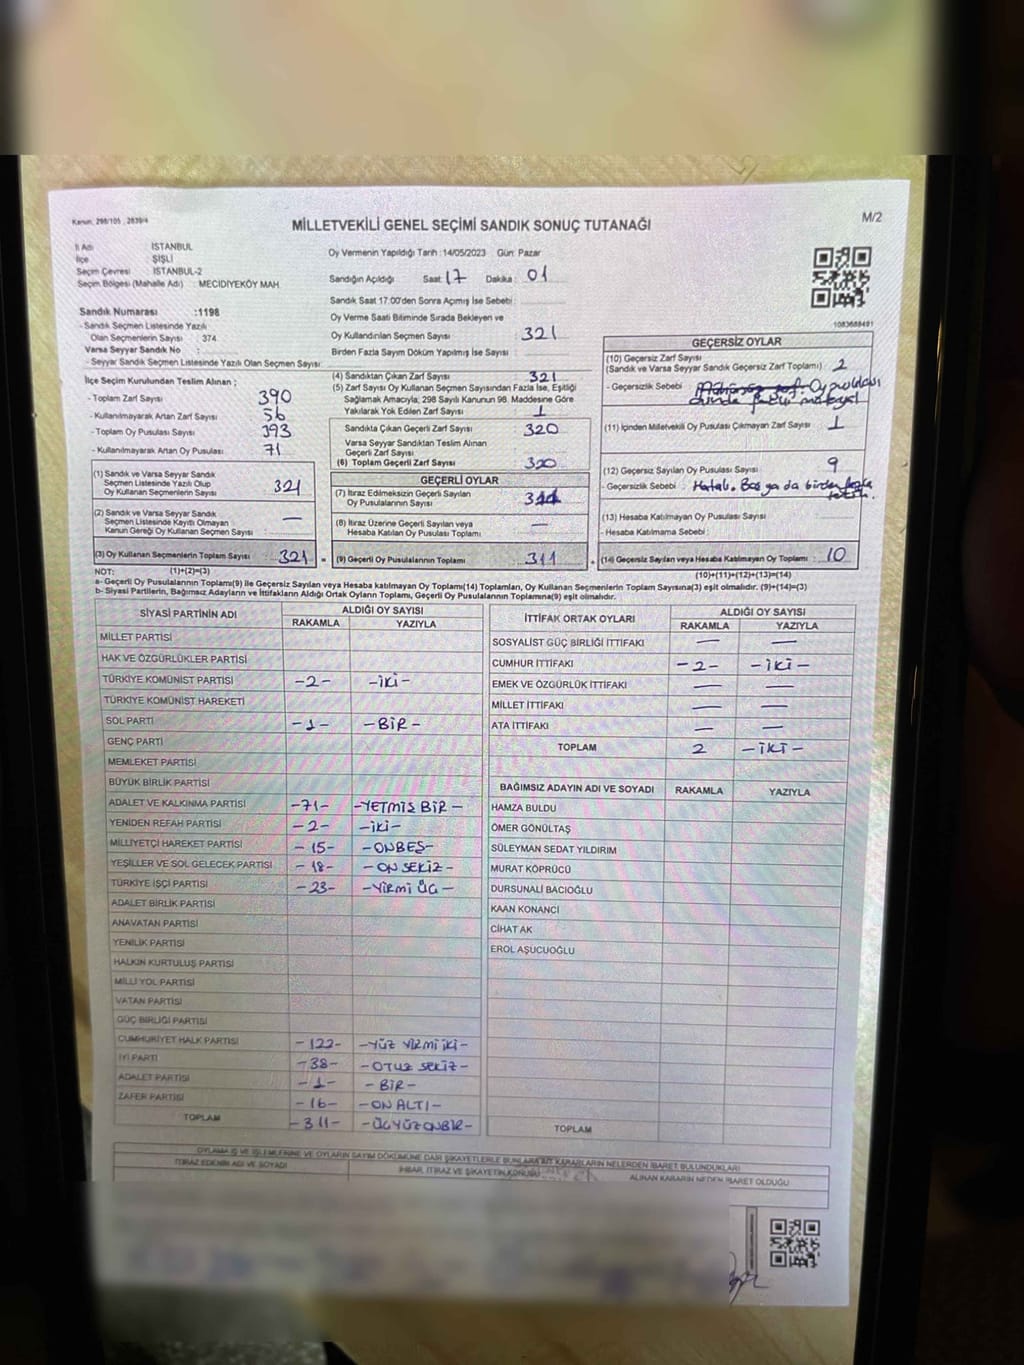 Kanun, 298/105 , 2839/4
MİLLETVEKİLİ GENEL SEÇİMİ SANDIK SONUÇ TUTANAĞI
M/2
İl Adı İSTANBUL
İlçe ŞİŞLİ
Seçim Çevresi İSTANBUL-2
Seçim Bölgesi (Mahalle Adı) : MECİDİYEKÖY MAH.
Oy Vermenin Yapıldığı Tarih : 14/05/2023 Gün: Pazar
Sandığın Açıldığı Saat: 17 Dakika : 01
Sandık Saat 17:00'den Sonra Açımış İse Sebebi :
Oy Verme Saati Bitiminde Sırada Bekleyen ve
Oy Kullandırılan Seçmen Sayısı 321
Birden Fazla Sayım Döküm Yapılmış İse Sayısı :
Sandık Numarası :1198
- Sandık Seçmen Listesinde Yazılı
Olan Seçmenlerin Sayısı : 374
Varsa Seyyar Sandık No :
- Seyyar Sandık Seçmen Listesinde Yazılı Olan Seçmen Sayısı
1083688491
İlçe Seçim Kurulundan Teslim Alınan ;
- Toplam Zarf Sayısı 390
- Kullanılmayarak Artan Zarf Sayısı 56
- Toplam Oy Pusulası Sayısı 393
- Kullanılmayarak Artan Oy Pusulası 71
(1) Sandık ve Varsa Seyyar Sandık
Seçmen Listesinde Yazılı Olup
Oy Kullanan Seçmenlerin Sayısı 321
(2) Sandık ve Varsa Seyyar Sandık
Seçmen Listesinde Kayıtlı Olmayan
Kanun Gereği Oy Kullanan Seçmen Sayısı —
(3) Oy Kullanan Seçmenlerin Toplam Sayısı 321 =
(4) Sandıktan Çıkan Zarf Sayısı 321
(5) Zarf Sayısı Oy Kullanan Seçmen Sayısından Fazla İse, Eşitliği
Sağlamak Amacıyla; 298 Sayılı Kanunun 98. Maddesine Göre
Yakılarak Yok Edilen Zarf Sayısı 1
Sandıkta Çıkan Geçerli Zarf Sayısı 320
Varsa Seyyar Sandıktan Teslim Alınan
Geçerli Zarf Sayısı
(6) Toplam Geçerli Zarf Sayısı 320
GEÇERLİ OYLAR
(7) İtiraz Edilmeksizin Geçerli Sayılan
Oy Pusulalarının Sayısı 311
(8) İtiraz Üzerine Geçerli Sayılan veya
Hesaba Katılan Oy Pusulası Toplamı —
(9) Geçerli Oy Pusulalarının Toplamı 311 +
GEÇERSİZ OYLAR
(10) Geçersiz Zarf Sayısı
(Sandık ve Varsa Seyyar Sandık Geçersiz Zarf Toplamı) : 2
- Geçersizlik Sebebi Oy pusulası
(11) İçinden Milletvekili Oy Pusulası Çıkmayan Zarf Sayısı 1
(12) Geçersiz Sayılan Oy Pusulası Sayısı 9
- Geçersizlik Sebebi : Hatalı. Boş ya da birden fazla
(13) Hesaba Katılmayan Oy Pusulası Sayısı
- Hesaba Katılmama Sebebi :
(14) Geçersiz Sayılan veya Hesaba Katılmayan Oy Toplamı : 10
NOT: (1)+(2)=(3) (10)+(11)+(12)+(13)=(14)
a- Geçerli Oy Pusulalarının Toplamı(9) ile Geçersiz Sayılan veya Hesaba katılmayan Oy Toplamı(14) Toplamları, Oy Kullanan Seçmenlerin Toplam Sayısına(3) eşit olmalıdır. (9)+(14)=(3)
b- Siyasi Partilerin, Bağımsız Adayların ve İttifakların Aldığı Ortak Oyların Toplamı, Geçerli Oy Pusulalarının Toplamına(9) eşit olmalıdır.
SİYASİ PARTİNİN ADI ALDIĞI OY SAYISI
RAKAMLA YAZIYLA
MİLLET PARTİSİ
HAK VE ÖZGÜRLÜKLER PARTİSİ
TÜRKİYE KOMÜNİST PARTİSİ -2- -İKİ-
TÜRKİYE KOMÜNİST HAREKETİ
SOL PARTİ -1- -BİR-
GENÇ PARTİ
MEMLEKET PARTİSİ
BÜYÜK BİRLİK PARTİSİ
ADALET VE KALKINMA PARTİSİ -71- -YETMİŞ BİR-
YENİDEN REFAH PARTİSİ -2- -İKİ-
MİLLİYETÇİ HAREKET PARTİSİ -15- -ONBEŞ-
YEŞİLLER VE SOL GELECEK PARTİSİ -18- -ON SEKİZ-
TÜRKİYE İŞÇİ PARTİSİ -23- -YİRMİ ÜÇ-
ADALET BİRLİK PARTİSİ
ANAVATAN PARTİSİ
YENİLİK PARTİSİ
HALKIN KURTULUŞ PARTİSİ
MİLLİ YOL PARTİSİ
VATAN PARTİSİ
GÜÇ BİRLİĞİ PARTİSİ
CUMHURİYET HALK PARTİSİ -122- -YÜZ YİRMİ İKİ-
İYİ PARTİ -38- -OTUZ SEKİZ-
ADALET PARTİSİ -1- -BİR-
ZAFER PARTİSİ -16- -ON ALTI-
TOPLAM -311- -ÜÇYÜZONBİR-
İTTİFAK ORTAK OYLARI ALDIĞI OY SAYISI
RAKAMLA YAZIYLA
SOSYALİST GÜÇ BİRLİĞİ İTTİFAKI — —
CUMHUR İTTİFAKI -2- -İKİ-
EMEK VE ÖZGÜRLÜK İTTİFAKI — —
MİLLET İTTİFAKI — —
ATA İTTİFAKI — —
TOPLAM 2 -İKİ-
BAĞIMSIZ ADAYIN ADI VE SOYADI RAKAMLA YAZIYLA
HAMZA BULDU
ÖMER GÖNÜLTAŞ
SÜLEYMAN SEDAT YILDIRIM
MURAT KÖPRÜCÜ
DURSUNALİ BACIOĞLU
KAAN KONANCİ
CİHAT AK
EROL AŞUCUOĞLU
TOPLAM
OYLAMA İŞ VE İŞLEMLERİNE VE OYLARIN SAYIM DÖKÜMÜNE DAİR ŞİKAYETLERLE BUNLARA AİT KARARLARIN NELERDEN İBARET BULUNDUKLARI
İTİRAZ EDENİN ADI VE SOYADI İHBAR, İTİRAZ VE ŞİKAYETİN KONUSU ALINAN KARARIN NEDEN İBARET OLDUĞU